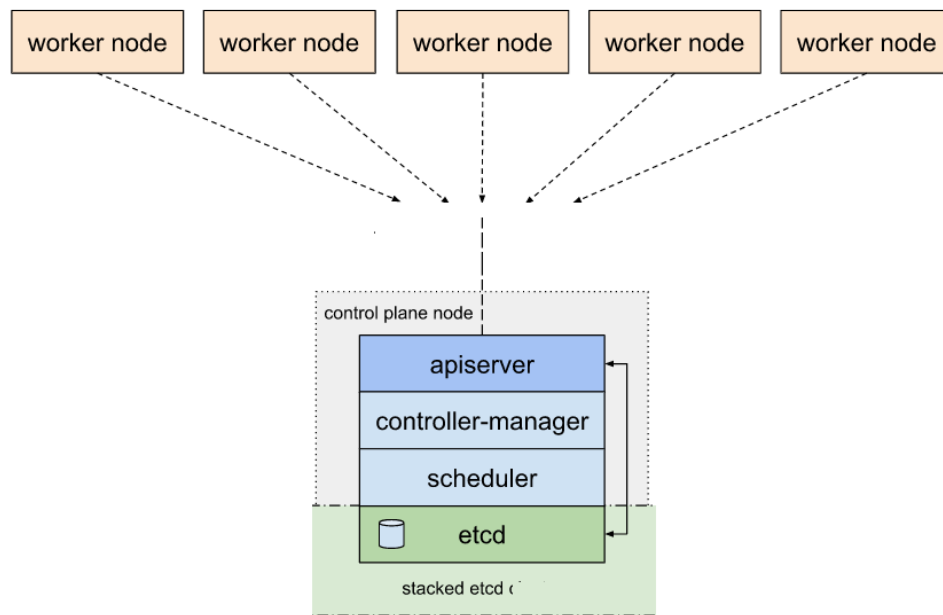 worker node
worker node
worker node
worker node
worker node
control plane node
apiserver
controller-manager
scheduler
etcd
stacked etcd